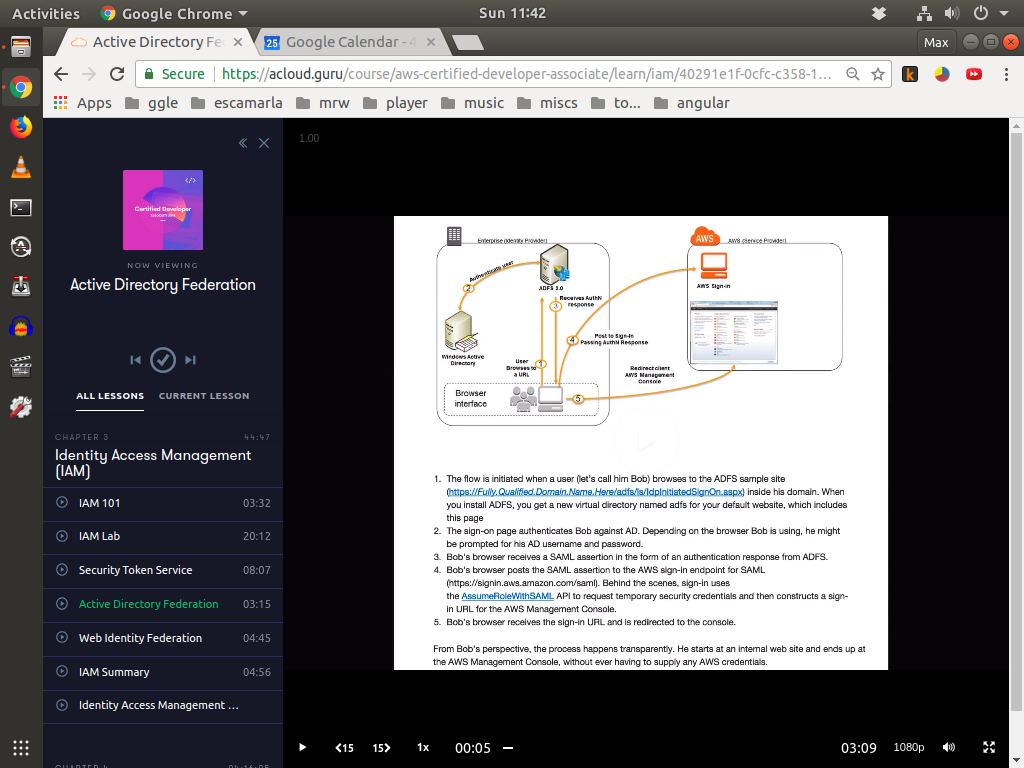 Activities
Google Chrome
Sun 11:42
Active Directory Fe
Google Calendar - 4
Max
Secure
https://acloud.guru/course/aws-certified-developer-associate/learn/iam/40291e1f-0cfc-c358-1...
Apps
ggle
escamarla
mrw
player
music
miscs
to...
angular
</>
Certified Developer
NOW VIEWING
Active Directory Federation
ALL LESSONS
CURRENT LESSON
CHAPTER 3
44:47
Identity Access Management
(IAM)
IAM 101
03:32
IAM Lab
20:12
Security Token Service
08:07
Active Directory Federation
03:15
Web Identity Federation
04:45
IAM Summary
04:56
Identity Access Management ...
1.00
Enterprise (Identity Provider)
AWS
AWS (Service Provider)
Authenticate user
2
ADFS 2.0
AWS Sign-in
3
Receives AuthN
response
4
Post to Sign-In
Passing AuthN Response
Windows Active
Directory
User
Browses to
a URL
1
Redirect client
AWS Management
Console
Browser
interface
5
1. The flow is initiated when a user (let's call him Bob) browses to the ADFS sample site
(https://Fully.Qualified.Domain.Name.Here/adfs/ls/IdpInitiatedSignOn.aspx) inside his domain. When
you install ADFS, you get a new virtual directory named adfs for your default website, which includes
this page
2. The sign-on page authenticates Bob against AD. Depending on the browser Bob is using, he might
be prompted for his AD username and password.
3. Bob's browser receives a SAML assertion in the form of an authentication response from ADFS.
4. Bob's browser posts the SAML assertion to the AWS sign-in endpoint for SAML
(https://signin.aws.amazon.com/saml). Behind the scenes, sign-in uses
the AssumeRoleWithSAML API to request temporary security credentials and then constructs a sign-
in URL for the AWS Management Console.
5. Bob's browser receives the sign-in URL and is redirected to the console.
From Bob's perspective, the process happens transparently. He starts at an internal web site and ends up at
the AWS Management Console, without ever having to supply any AWS credentials.
15
15
1x
00:05
03:09
1080p